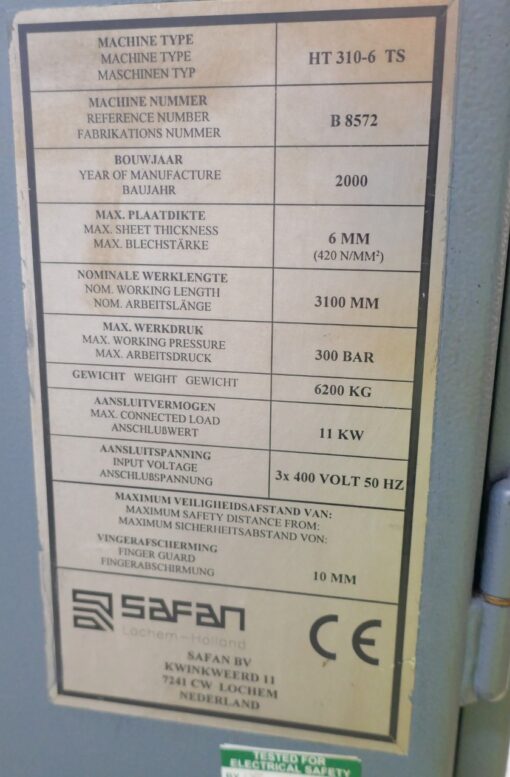 MACHINE TYPE
MACHINE TYPE
MASCHINEN TYP
HT 310-6 TS
MACHINE NUMMER
REFERENCE NUMBER
FABRIKATIONS NUMMER
B 8572
BOUWJAAR
YEAR OF MANUFACTURE
BAUJAHR
2000
MAX. PLAATDIKTE
MAX. SHEET THICKNESS
MAX. BLECHSTÄRKE
6 MM
(420 N/MM²)
NOMINALE WERKLENGTE
NOM. WORKING LENGTH
NOM. ARBEITSLÄNGE
3100 MM
MAX. WERKDRUK
MAX. WORKING PRESSURE
MAX. ARBEITSDRUCK
300 BAR
GEWICHT WEIGHT GEWICHT
6200 KG
AANSLUITVERMOGEN
MAX. CONNECTED LOAD
ANSCHLUßWERT
11 KW
AANSLUITSPANNING
INPUT VOLTAGE
ANSCHLUßSPANNUNG
3x 400 VOLT 50 HZ
MAXIMUM VEILIGHEIDSAFSTAND VAN:
MAXIMUM SAFETY DISTANCE FROM:
MAXIMUM SICHERHEITSABSTAND VON:
VINGERAFSCHERMING
FINGER GUARD
FINGERABSCHIRMUNG
10 MM
SAFAN
Lochem-Holland
CE
SAFAN BV
KWINKWEERD 11
7241 CW LOCHEM
NEDERLAND
TESTED FOR
ELECTRICAL SAFETY